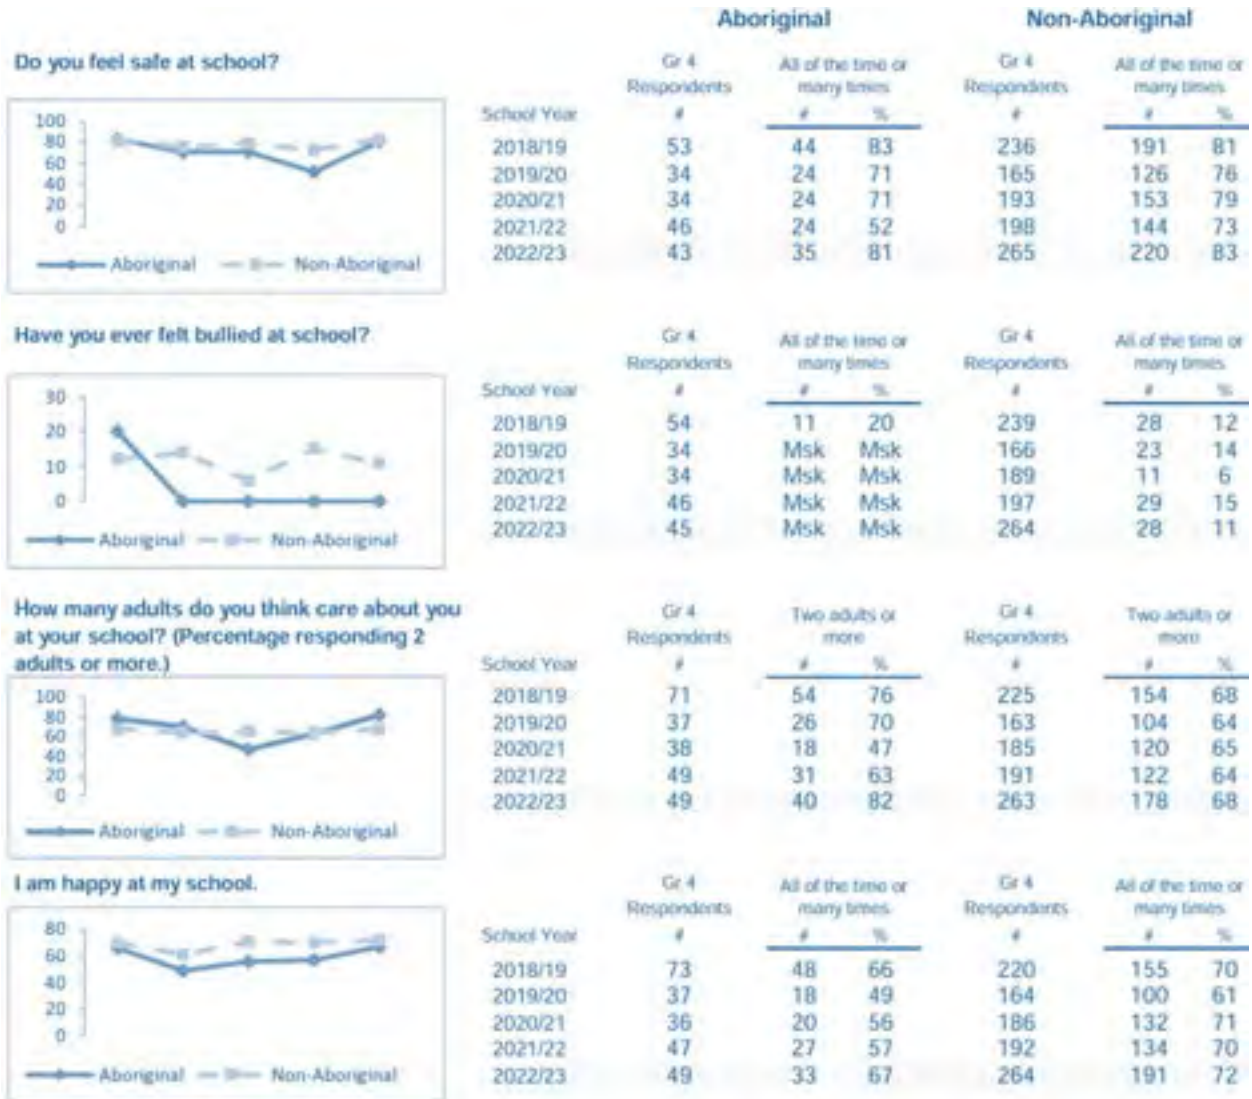 Aboriginal Non-Aboriginal
Do you feel safe at school?
Gr 4 All of the time or Gr 4 All of the time or
Respondents many times Respondents many times
School Year # # % # # %
100
80
60
40
20
0
Aboriginal Non-Aboriginal
2018/19 53 44 83 236 191 81
2019/20 34 24 71 165 126 76
2020/21 34 24 71 193 153 79
2021/22 46 24 52 198 144 73
2022/23 43 35 81 265 220 83
Have you ever felt bullied at school?
Gr 4 All of the time or Gr 4 All of the time or
Respondents many times Respondents many times
School Year # # % # # %
30
20
10
0
Aboriginal Non-Aboriginal
2018/19 54 11 20 239 28 12
2019/20 34 Msk Msk 166 23 14
2020/21 34 Msk Msk 189 11 6
2021/22 46 Msk Msk 197 29 15
2022/23 45 Msk Msk 264 28 11
How many adults do you think care about you
at your school? (Percentage responding 2
adults or more.)
Gr 4 Two adults or Gr 4 Two adults or
Respondents more Respondents more
School Year # # % # # %
100
80
60
40
20
0
Aboriginal Non-Aboriginal
2018/19 71 54 76 225 154 68
2019/20 37 26 70 163 104 64
2020/21 38 18 47 185 120 65
2021/22 49 31 63 191 122 64
2022/23 49 40 82 263 178 68
I am happy at my school.
Gr 4 All of the time or Gr 4 All of the time or
Respondents many times Respondents many times
School Year # # % # # %
80
60
40
20
0
Aboriginal Non-Aboriginal
2018/19 73 48 66 220 155 70
2019/20 37 18 49 164 100 61
2020/21 36 20 56 186 132 71
2021/22 47 27 57 192 134 70
2022/23 49 33 67 264 191 72